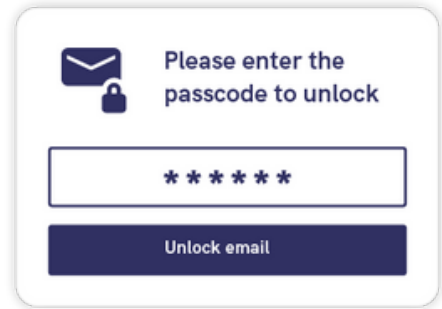 Please enter the
passcode to unlock
******
Unlock email